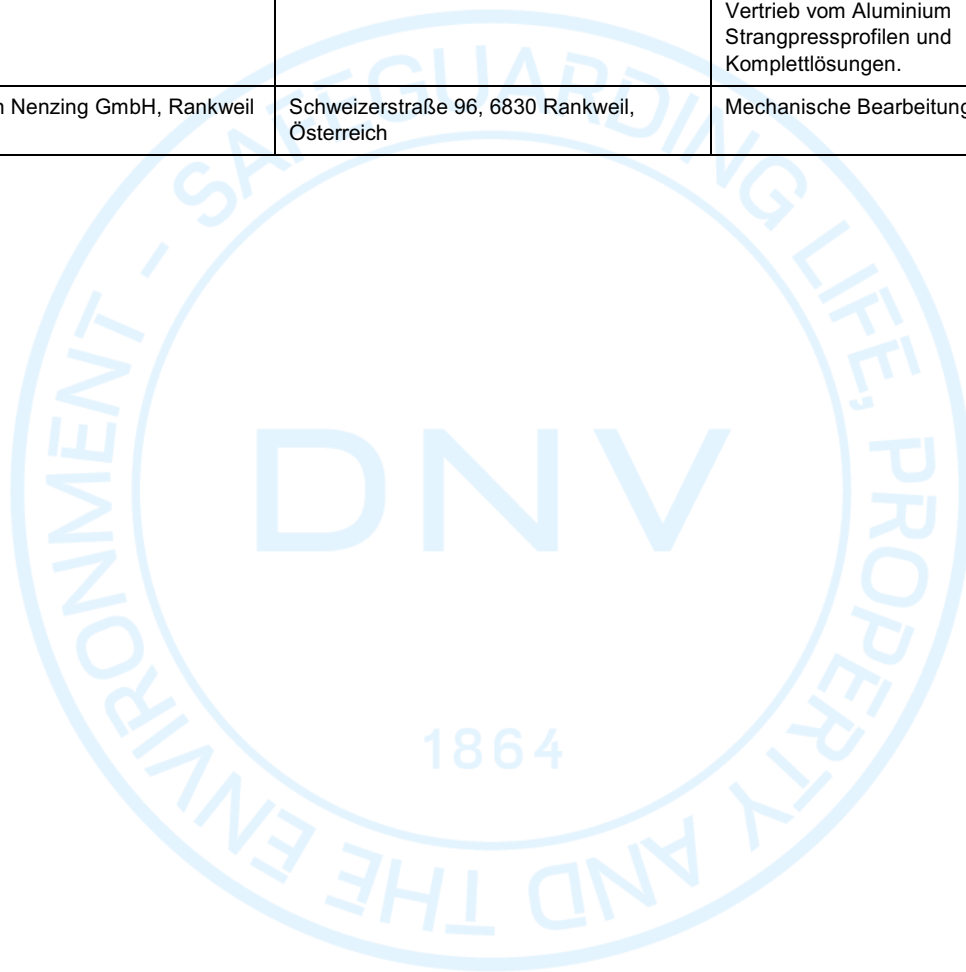 Vertrieb vom Aluminium
Strangpressprofilen und
Komplettlösungen.
Nenzing GmbH, Rankweil
Schweizerstraße 96, 6830 Rankweil,
Österreich
Mechanische Bearbeitung
SAFEGUARDING LIFE, PROPERTY AND THE ENVIRONMENT -
DNV
1864